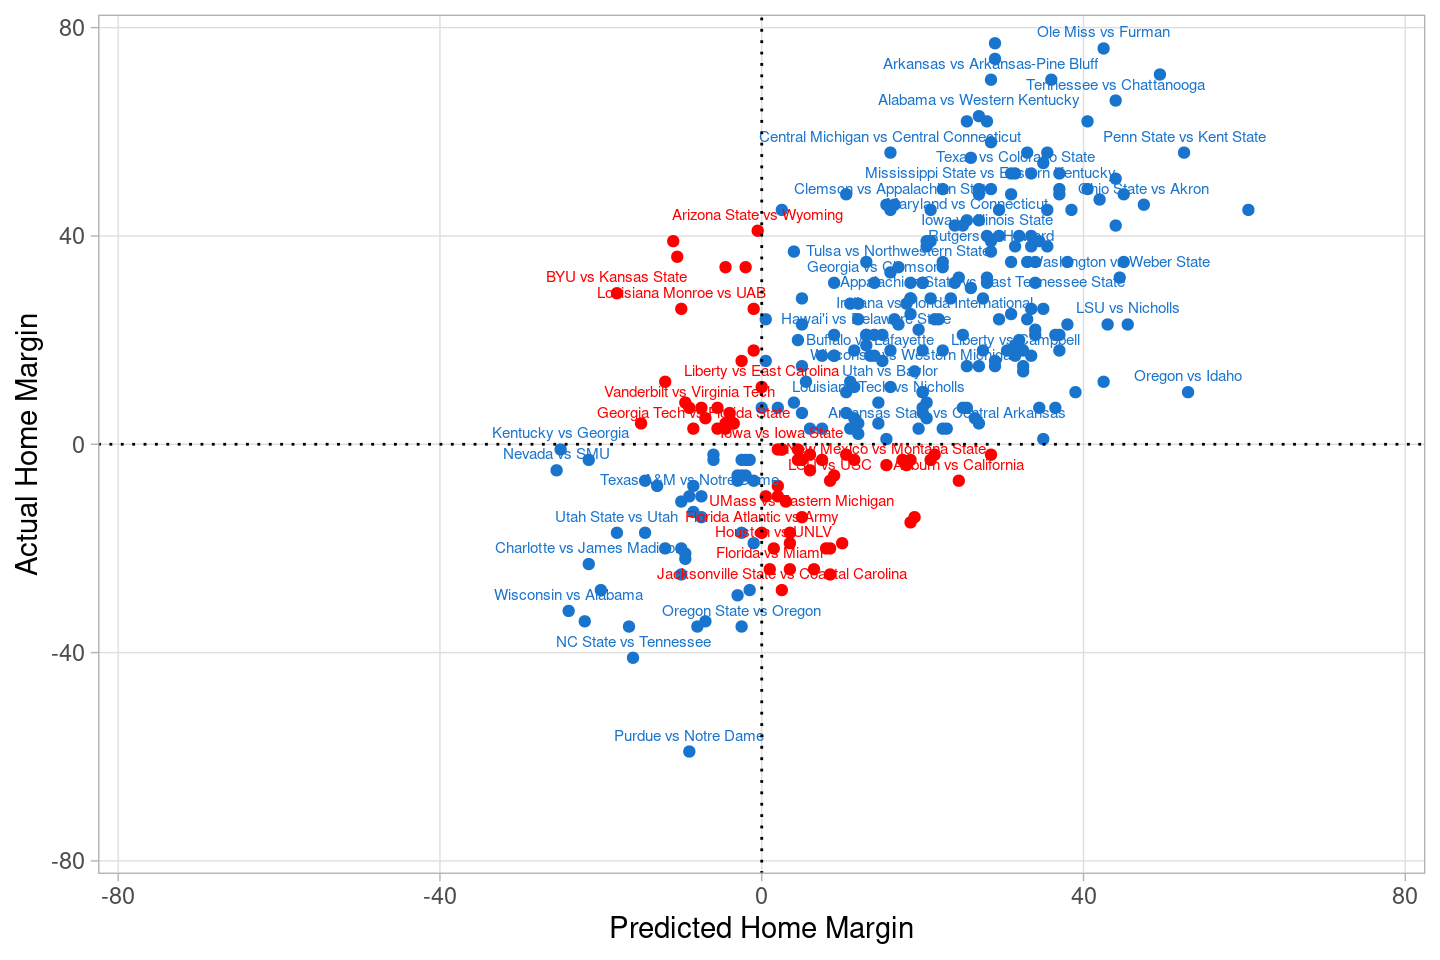 Ole Miss vs Furman
Arkansas vs Arkansas-Pine Bluff
Tennessee vs Chattanooga
Alabama vs Western Kentucky
Central Michigan vs Central Connecticut
Penn State vs Kent State
Texas vs Colorado State
Mississippi State vs Eastern Kentucky
Clemson vs Appalachian State
Ohio State vs Akron
Maryland vs Connecticut
Arizona State vs Wyoming
Iowa vs Illinois State
Rutgers vs Howard
Tulsa vs Northwestern State
Georgia vs Clemson
Washington vs Weber State
BYU vs Kansas State
Appalachian State vs East Tennessee State
Louisiana Monroe vs UAB
Indiana vs Florida International
LSU vs Nicholls
Hawai'i vs Delaware State
Buffalo vs Lafayette
Liberty vs Campbell
Wisconsin vs Western Michigan
Liberty vs East Carolina
Utah vs Baylor
Oregon vs Idaho
Vanderbilt vs Virginia Tech
Louisiana Tech vs Nicholls
Georgia Tech vs Florida State
Arkansas State vs Central Arkansas
Kentucky vs Georgia
Iowa vs Iowa State
New Mexico vs Montana State
Nevada vs SMU
LSU vs USC
Auburn vs California
Texas A&M vs Notre Dame
UMass vs Eastern Michigan
Utah State vs Utah
Florida Atlantic vs Army
Houston vs UNLV
Charlotte vs James Madison
Florida vs Miami
Jacksonville State vs Coastal Carolina
Wisconsin vs Alabama
Oregon State vs Oregon
NC State vs Tennessee
Purdue vs Notre Dame
80
40
0
-40
-80
Actual Home Margin
-80 -40 0 40 80
Predicted Home Margin